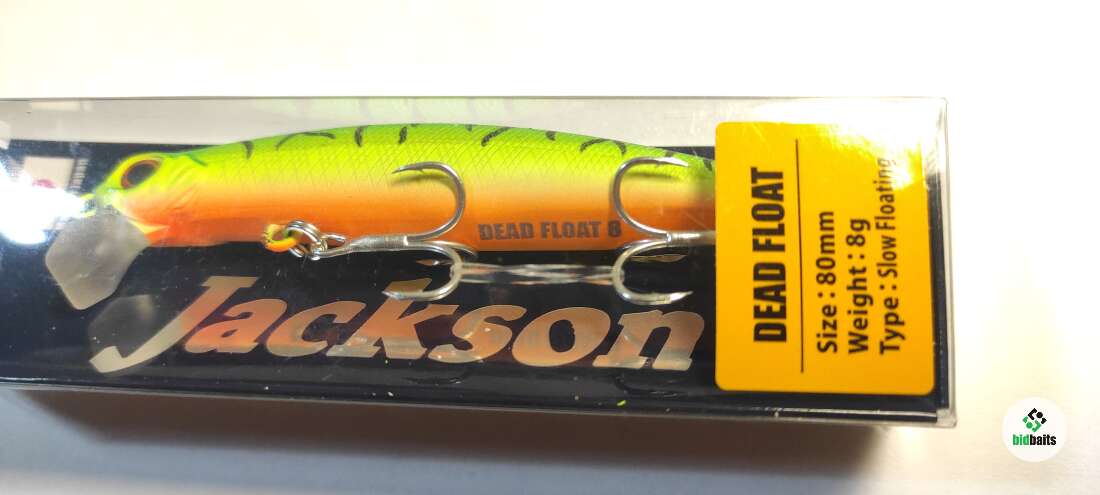 DEAD FLOAT 8
Jackson
DEAD FLOAT
Size : 80mm
Weight : 8g
Type : Slow Floating
bidbaits